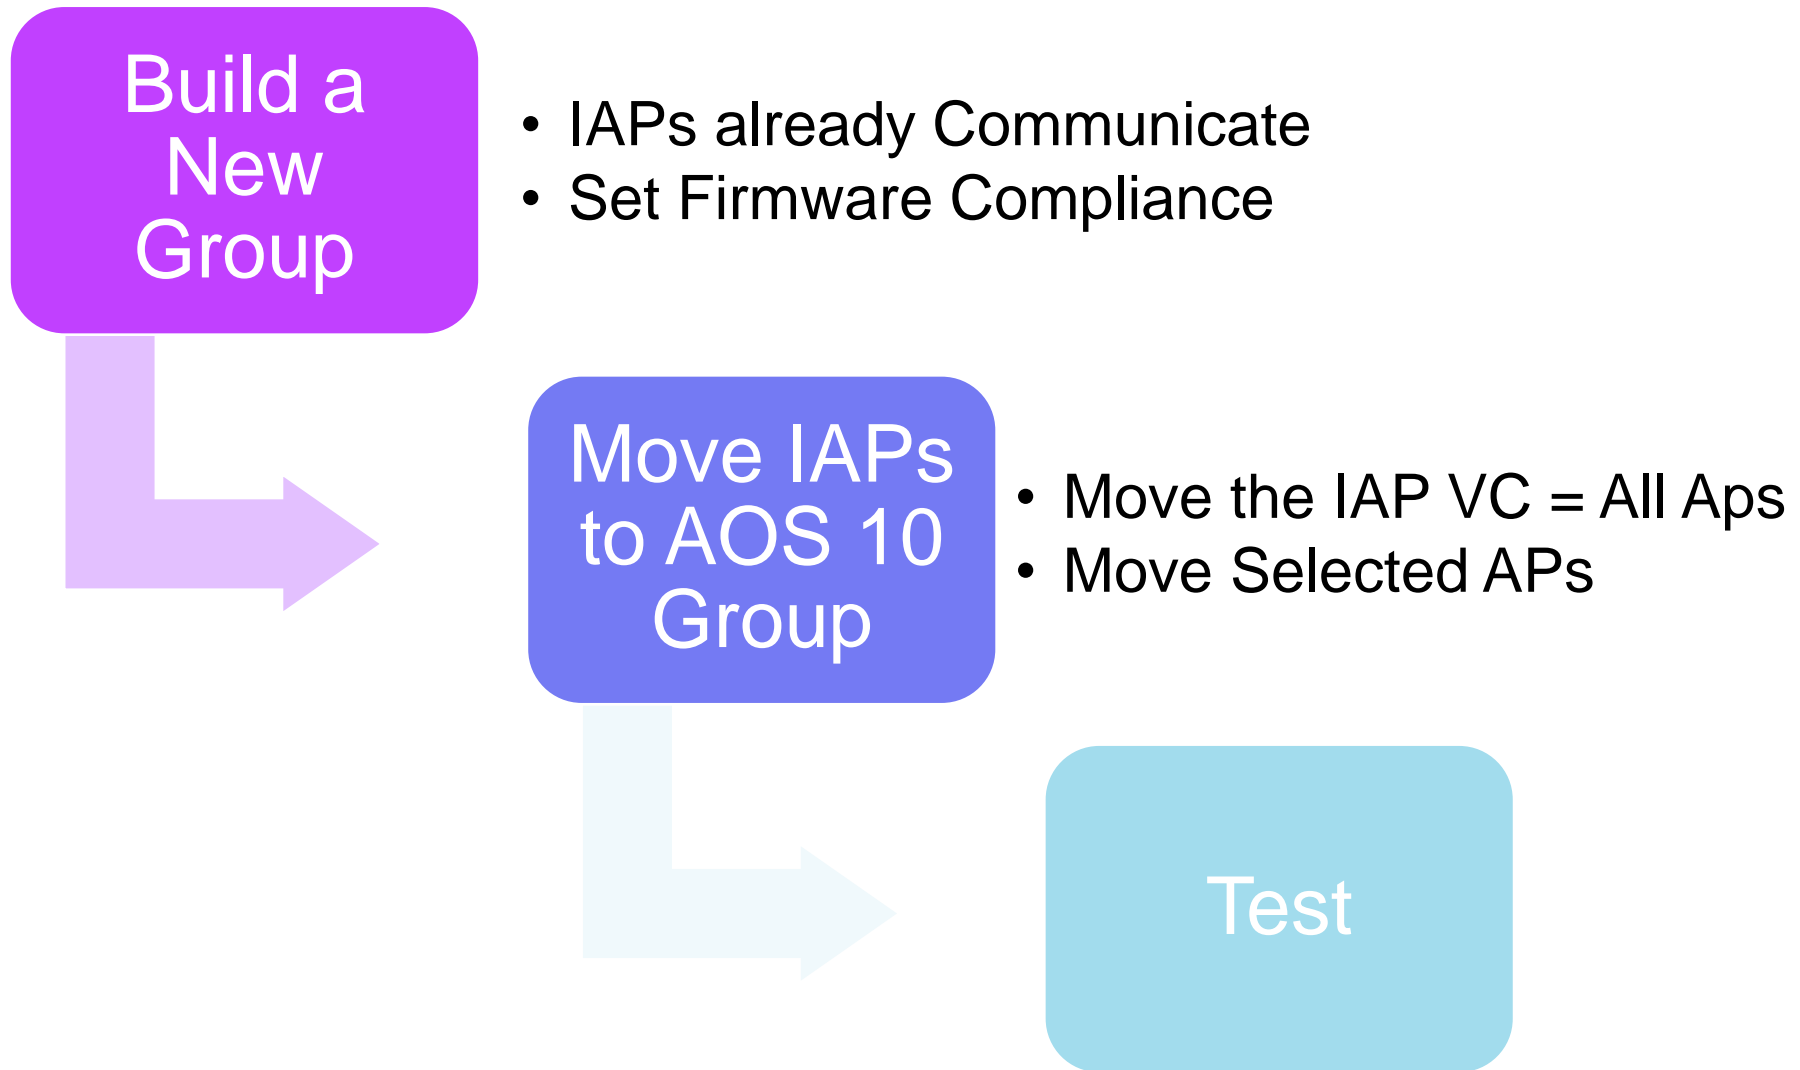 Build a
New
Group
• IAPs already Communicate
• Set Firmware Compliance
Move IAPs
to AOS 10
Group
• Move the IAP VC = All Aps
• Move Selected APs
Test